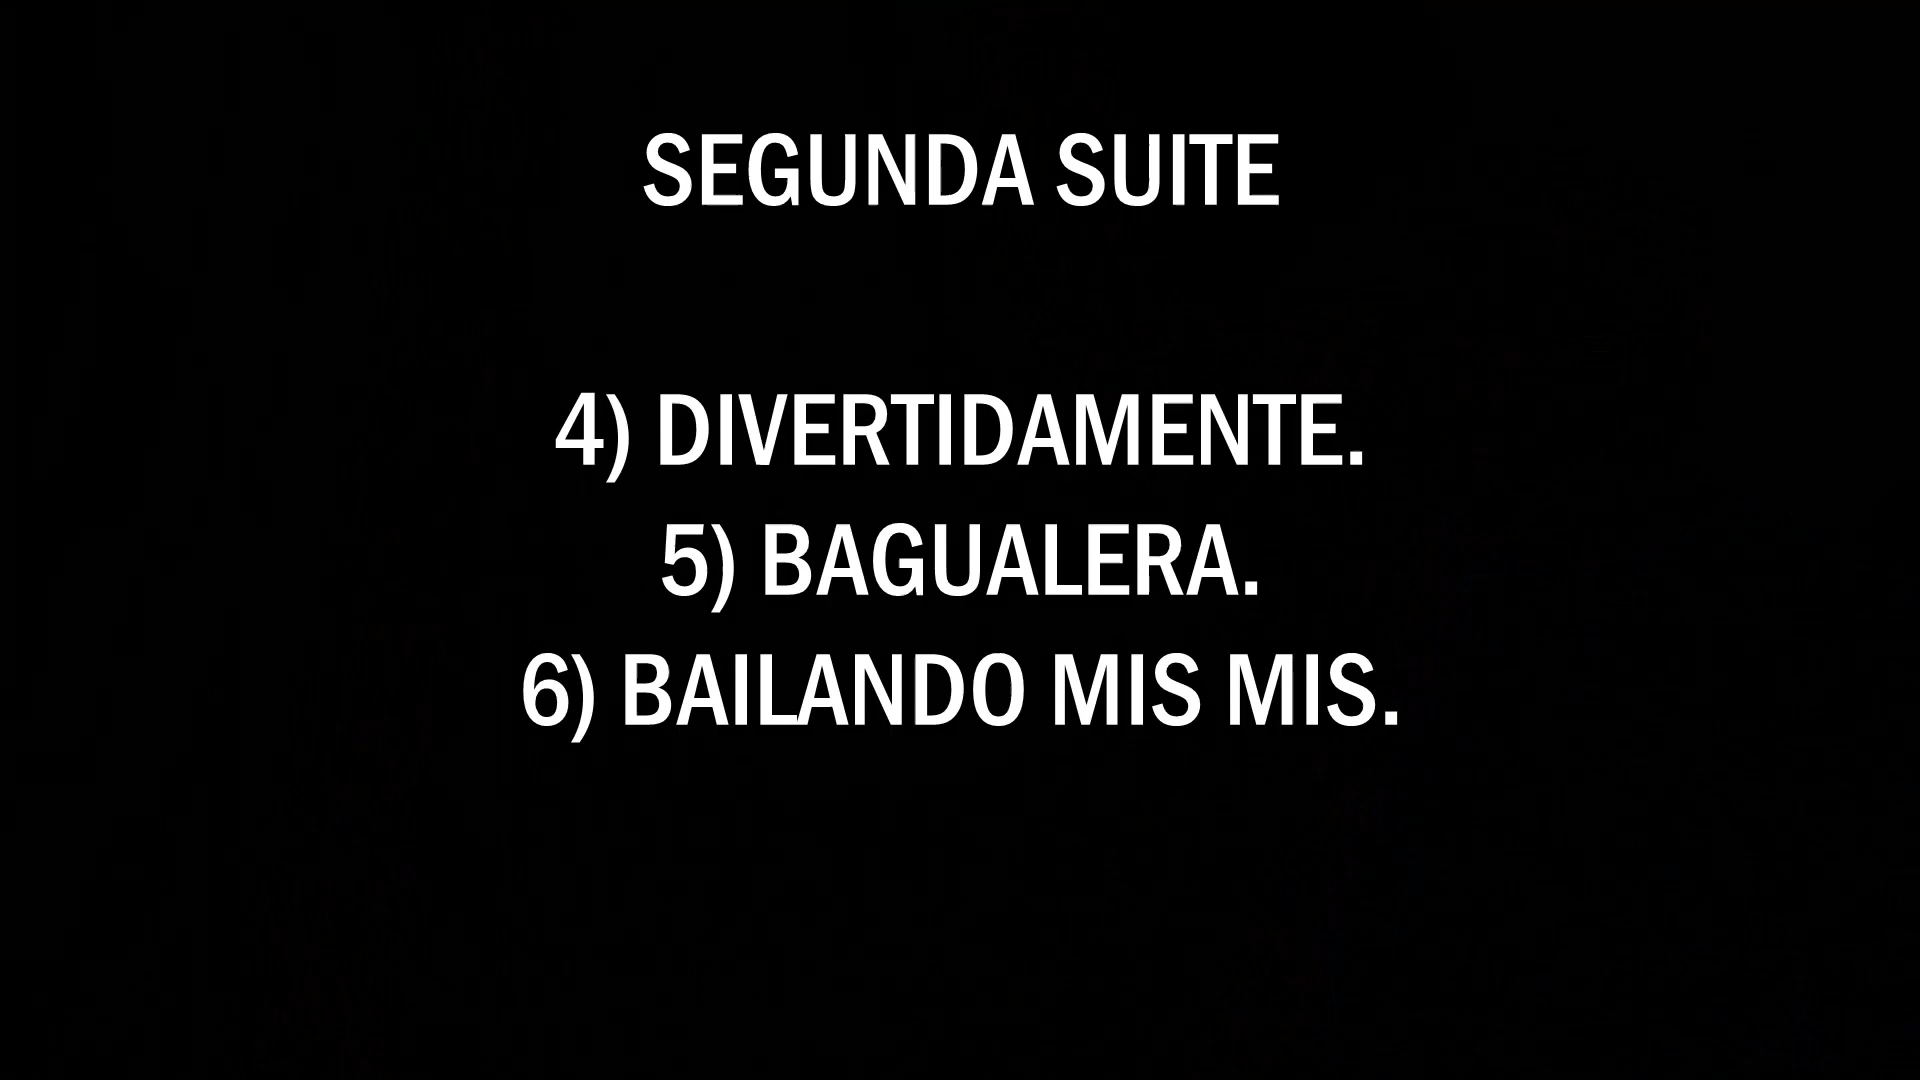 SEGUNDA SUITE
4) DIVERTIDAMENTE.
5) BAGUALERA.
6) BAILANDO MIS MIS.